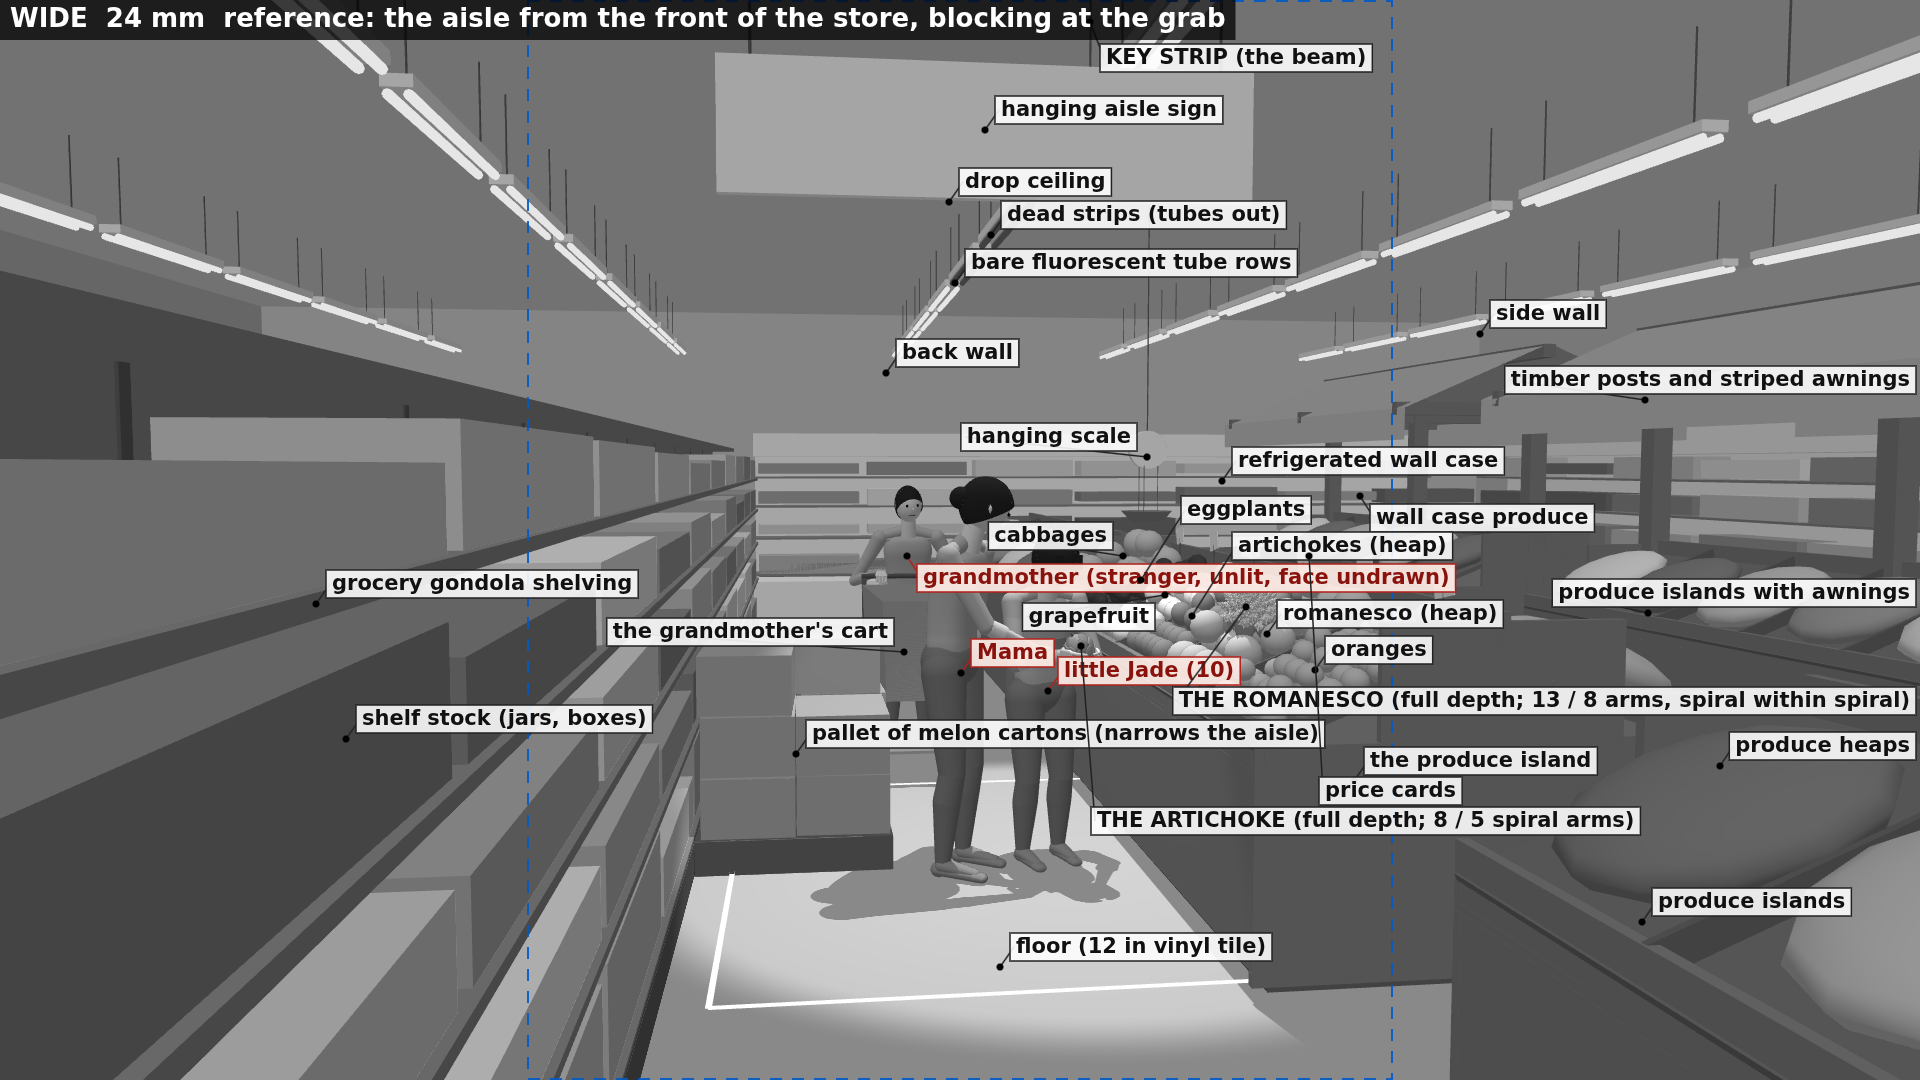 WIDE  24 mm  reference: the aisle from the front of the store, blocking at the grab
KEY STRIP (the beam)
hanging aisle sign
drop ceiling
dead strips (tubes out)
bare fluorescent tube rows
side wall
back wall
timber posts and striped awnings
hanging scale
refrigerated wall case
eggplants
wall case produce
cabbages
artichokes (heap)
grandmother (stranger, unlit, face undrawn)
grocery gondola shelving
produce islands with awnings
grapefruit
romanesco (heap)
the grandmother's cart
oranges
Mama
little Jade (10)
THE ROMANESCO (full depth; 13 / 8 arms, spiral within spiral)
shelf stock (jars, boxes)
pallet of melon cartons (narrows the aisle)
produce heaps
the produce island
price cards
THE ARTICHOKE (full depth; 8 / 5 spiral arms)
produce islands
floor (12 in vinyl tile)